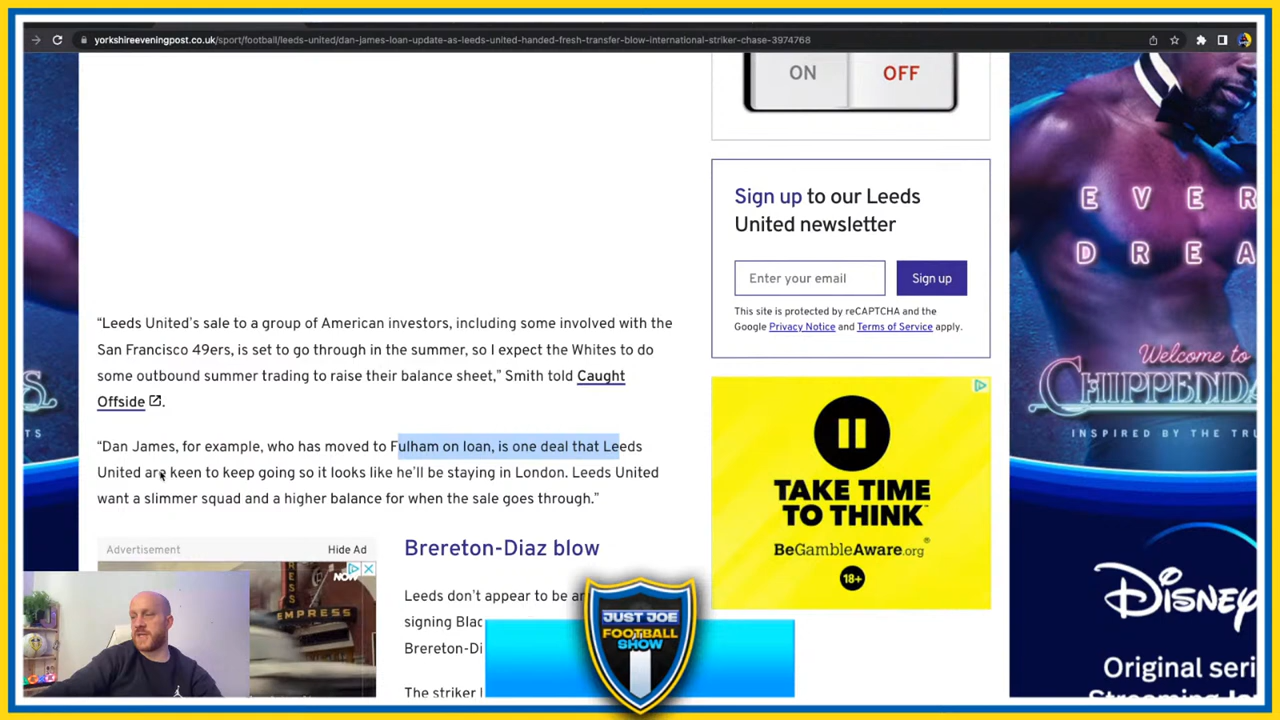 yorkshireeveningpost.co.uk/sport/football/leeds-united/dan-james-loan-update-as-leeds-united-handed-fresh-transfer-blow-international-striker-chase-3974768
ON OFF
Sign up to our Leeds
United newsletter
Enter your email
Sign up
This site is protected by reCAPTCHA and the
Google Privacy Notice and Terms of Service apply.
“Leeds United’s sale to a group of American investors, including some involved with the
San Francisco 49ers, is set to go through in the summer, so I expect the Whites to do
some outbound summer trading to raise their balance sheet,” Smith told Caught
Offside.
“Dan James, for example, who has moved to Fulham on loan, is one deal that Leeds
United are keen to keep going so it looks like he’ll be staying in London. Leeds United
want a slimmer squad and a higher balance for when the sale goes through.”
Advertisement
Hide Ad
NOW
EMPRESS
Brereton-Diaz blow
Leeds don’t appear to be a
signing Bla
Brereton-Di
The striker
JUST JOE
FOOTBALL
SHOW
TAKE TIME
TO THINK™
BeGambleAware.org®
18+
EVER
DREA
Welcome to
CHIPPENDA
INSPIRED BY THE TRU
DISNEY
Original seri